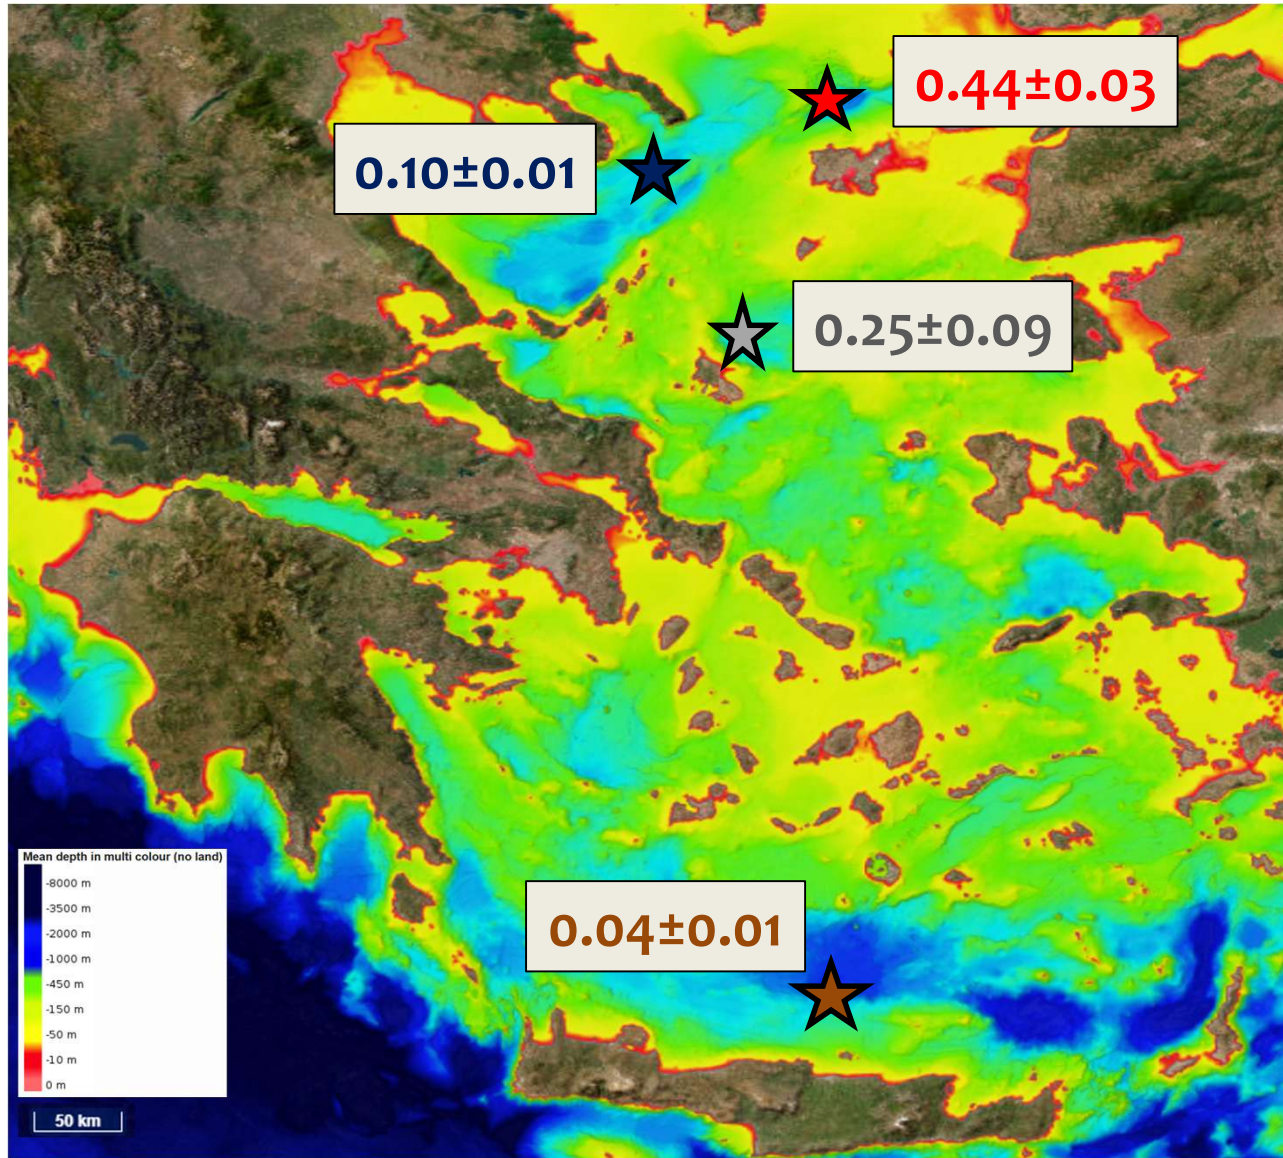 0.44±0.03
0.10±0.01
0.25±0.09
0.04±0.01
Mean depth in multi colour (no land)
-8000 m
-3500 m
-2000 m
-1000 m
-450 m
-150 m
-50 m
-10 m
0 m
50 km